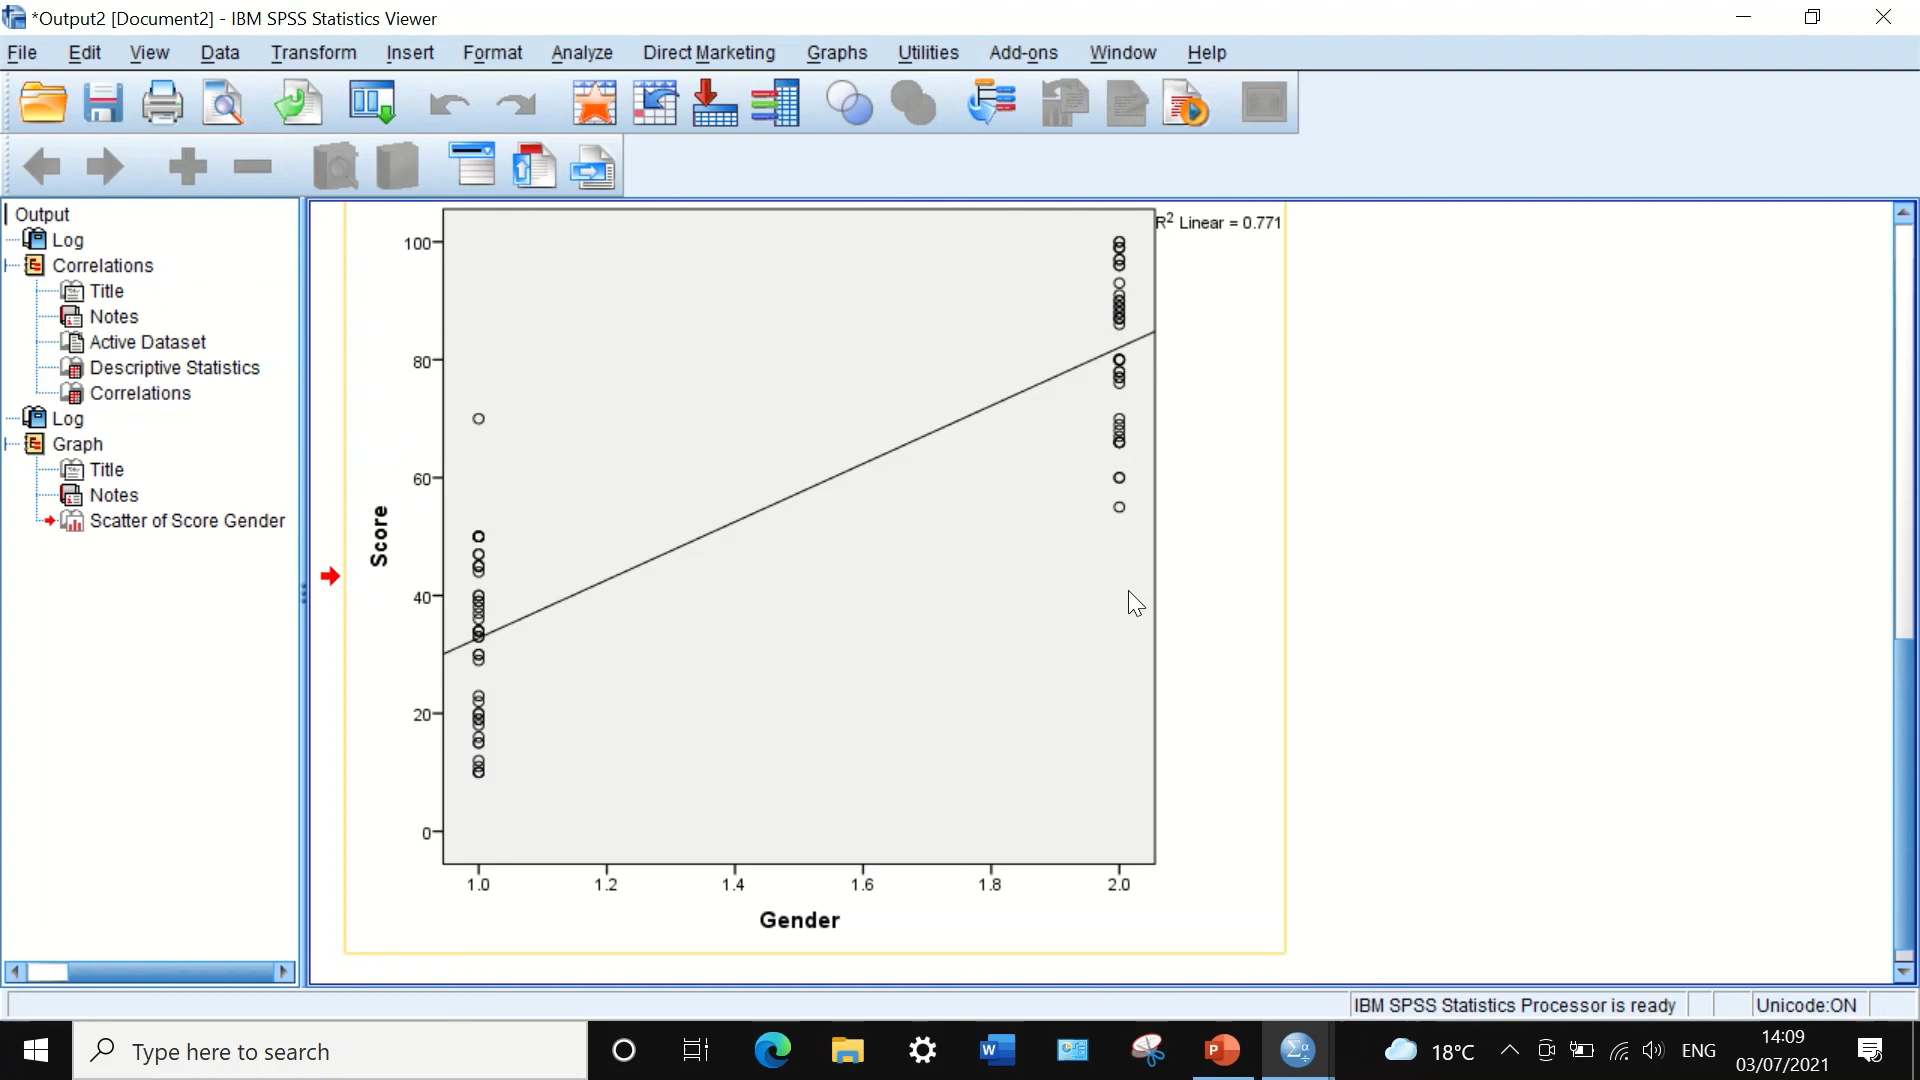 *Output2 [Document2] - IBM SPSS Statistics Viewer
File Edit View Data Transform Insert Format Analyze Direct Marketing Graphs Utilities Add-ons Window Help
Output
Log
Correlations
Title
Notes
Active Dataset
Descriptive Statistics
Correlations
Log
Graph
Title
Notes
Scatter of Score Gender
R² Linear = 0.771
100
80
60
40
20
0
Score
1.0 1.2 1.4 1.6 1.8 2.0
Gender
IBM SPSS Statistics Processor is ready Unicode:ON
Type here to search
18°C ENG
14:09
03/07/2021